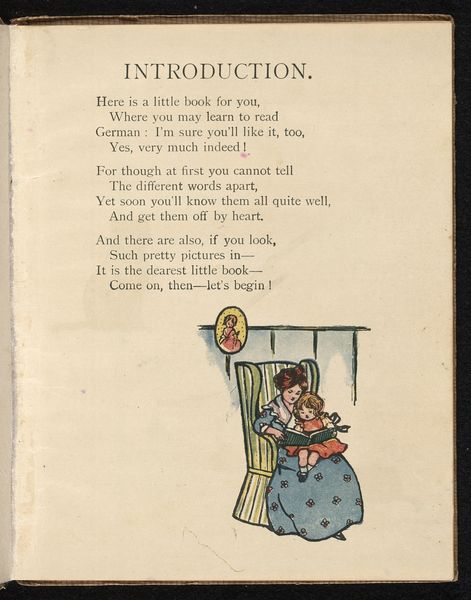 INTRODUCTION.
Here is a little book for you,
Where you may learn to read
German : I'm sure you'll like it, too,
Yes, very much indeed !
For though at first you cannot tell
The different words apart,
Yet soon you'll know them all quite well,
And get them off by heart.
And there are also, if you look,
Such pretty pictures in—
It is the dearest little book—
Come on, then—let's begin !